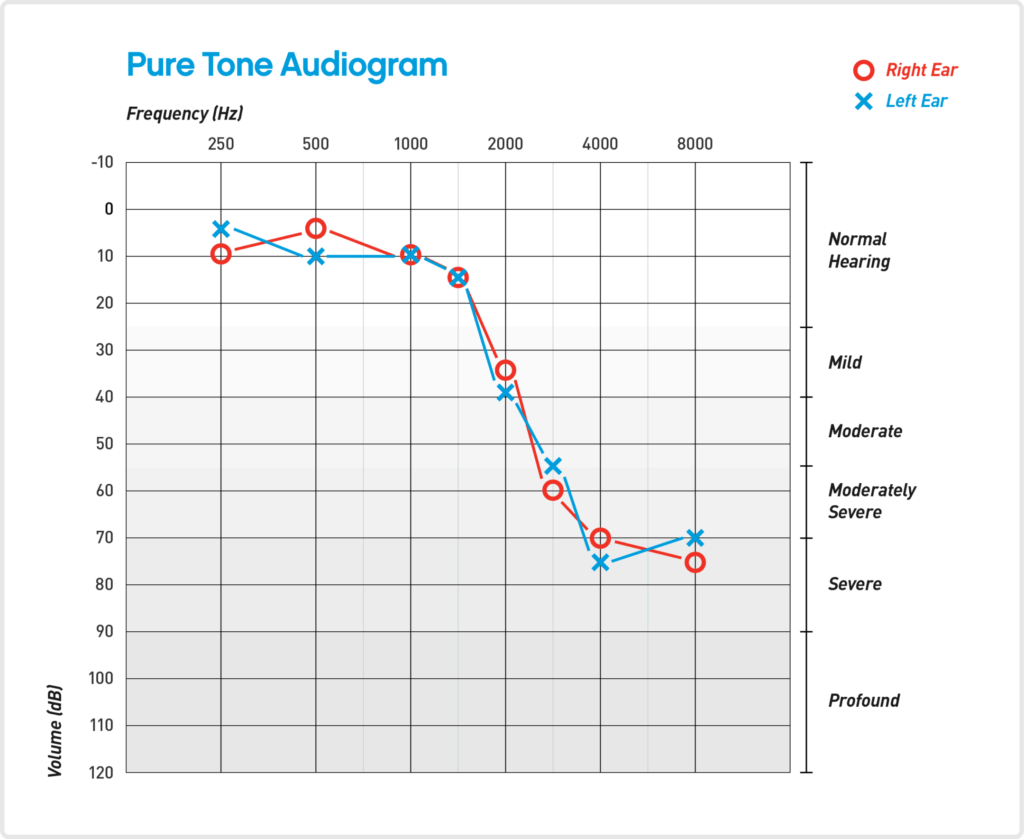 Pure Tone Audiogram
Right Ear
Left Ear
Frequency (Hz)
250 500 1000 2000 4000 8000
-10
0
10
20
30
40
50
60
70
80
90
100
110
120
Volume (dB)
Normal
Hearing
Mild
Moderate
Moderately
Severe
Severe
Profound